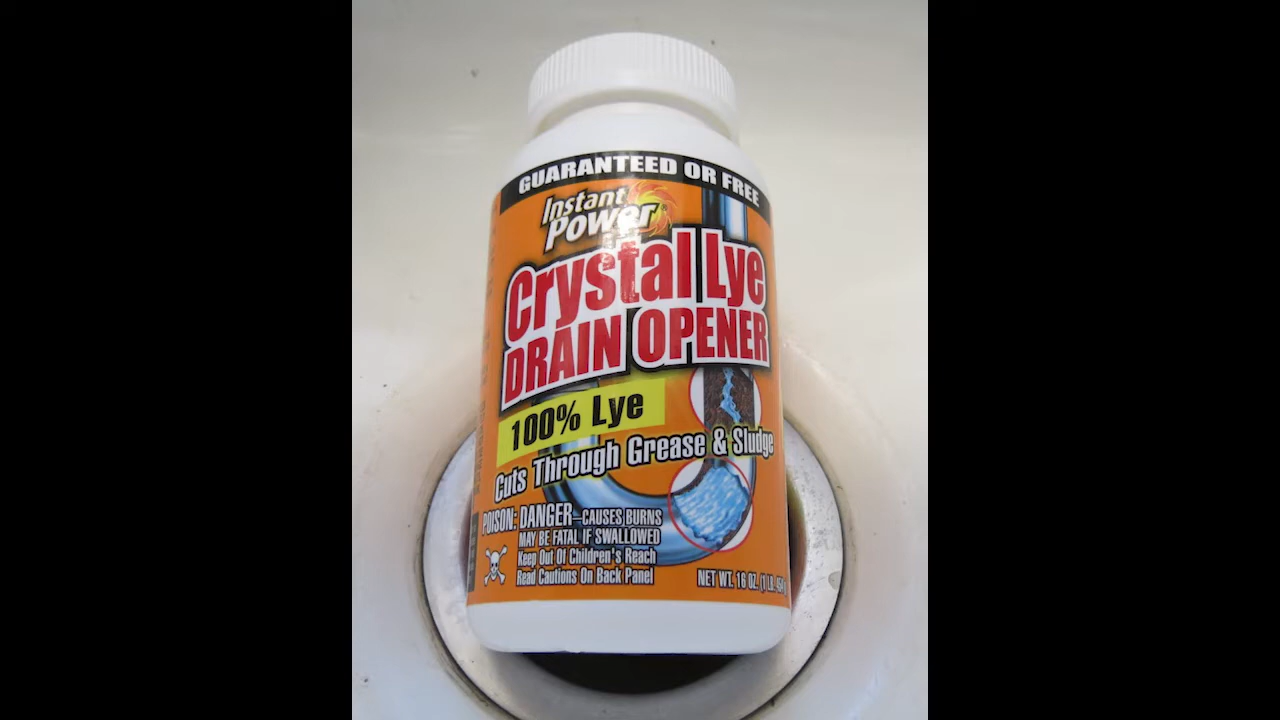 GUARANTEED OR FREE
Instant
Power
Crystal Lye
DRAIN OPENER
100% Lye
Cuts Through Grease & Sludge
POISON: DANGER–CAUSES BURNS
MAY BE FATAL IF SWALLOWED
Keep Out Of Children's Reach
Read Cautions On Back Panel
NET WT. 16 OZ. (1 LB.